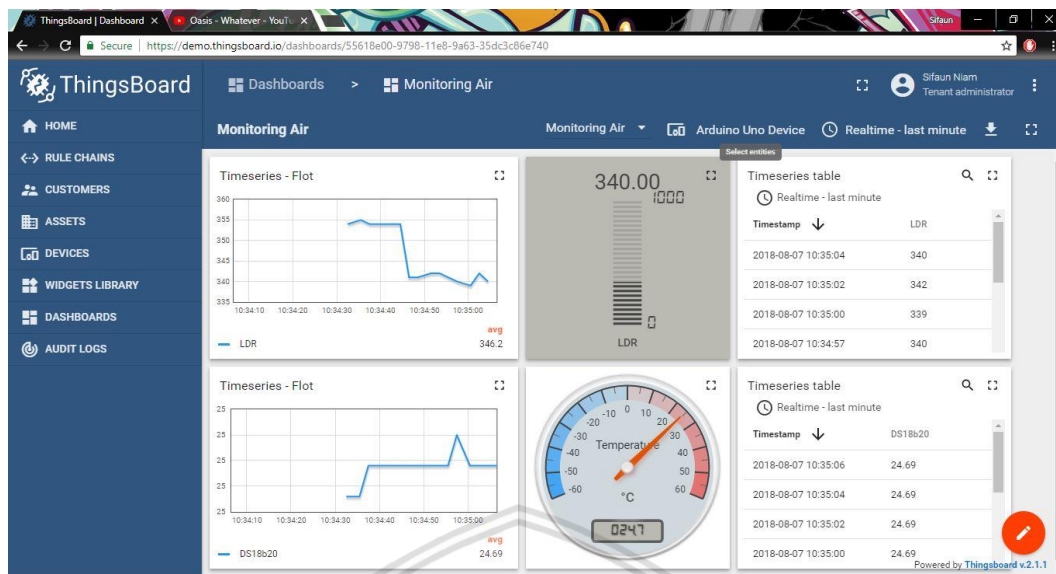 ThingsBoard | Dashboard
Oasis - Whatever - YouTu
Sifaun
Secure | https://demo.thingsboard.io/dashboards/55618e00-9798-11e8-9a63-35dc3c86e740
ThingsBoard
Dashboards > Monitoring Air
Sifaun Niam
Tenant administrator
HOME
RULE CHAINS
CUSTOMERS
ASSETS
DEVICES
WIDGETS LIBRARY
DASHBOARDS
AUDIT LOGS
Monitoring Air
Monitoring Air
Arduino Uno Device
Realtime - last minute
Select entities
Timeseries - Flot
360
355
350
345
340
335
10:34:10 10:34:20 10:34:30 10:34:40 10:34:50 10:35:00
avg
LDR 346.2
340.00
1000
0
LDR
Timeseries table
Realtime - last minute
Timestamp LDR
2018-08-07 10:35:04 340
2018-08-07 10:35:02 342
2018-08-07 10:35:00 339
2018-08-07 10:34:57 340
Timeseries - Flot
25
25
25
25
25
10:34:10 10:34:20 10:34:30 10:34:40 10:34:50 10:35:00
avg
DS18b20 24.69
-60 -50 -40 -30 -20 -10 0 10 20 30 40 50 60
Temperature
°C
024.7
Timeseries table
Realtime - last minute
Timestamp DS18b20
2018-08-07 10:35:06 24.69
2018-08-07 10:35:04 24.69
2018-08-07 10:35:02 24.69
2018-08-07 10:35:00 24.69
Powered by Thingsboard v.2.1.1